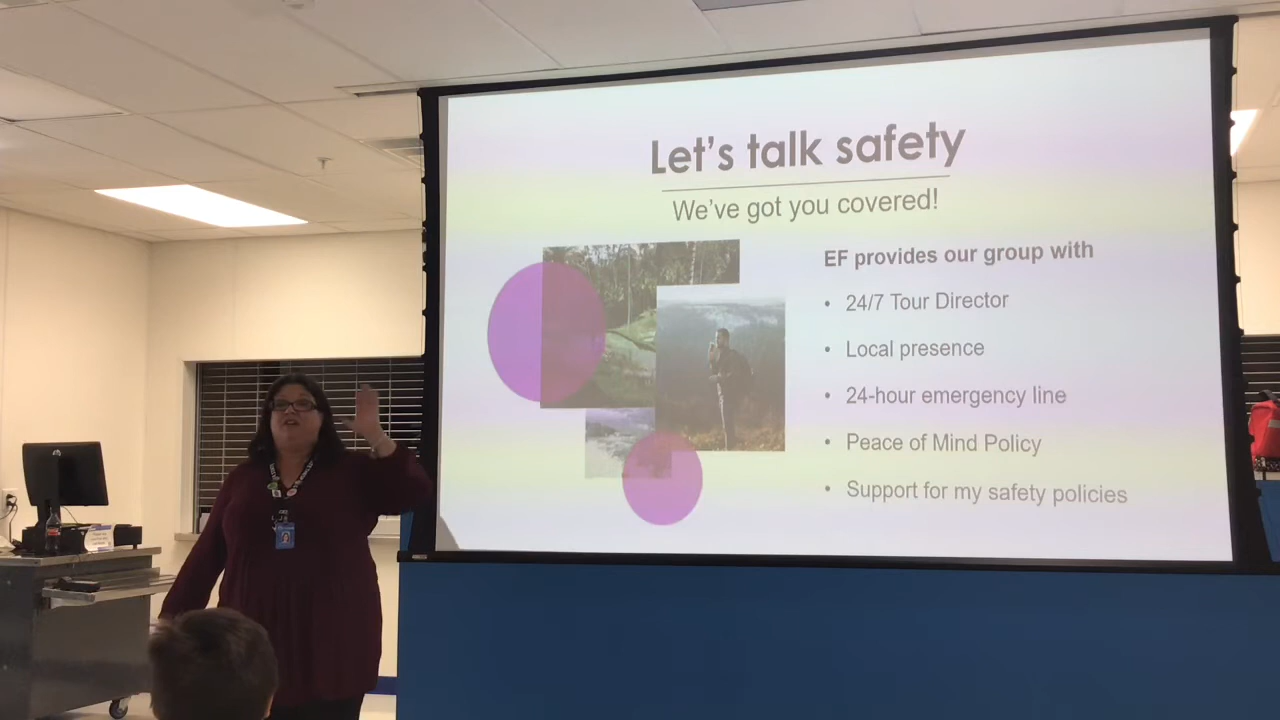 Let's talk safety
We've got you covered!
EF provides our group with
• 24/7 Tour Director
• Local presence
• 24-hour emergency line
• Peace of Mind Policy
• Support for my safety policies